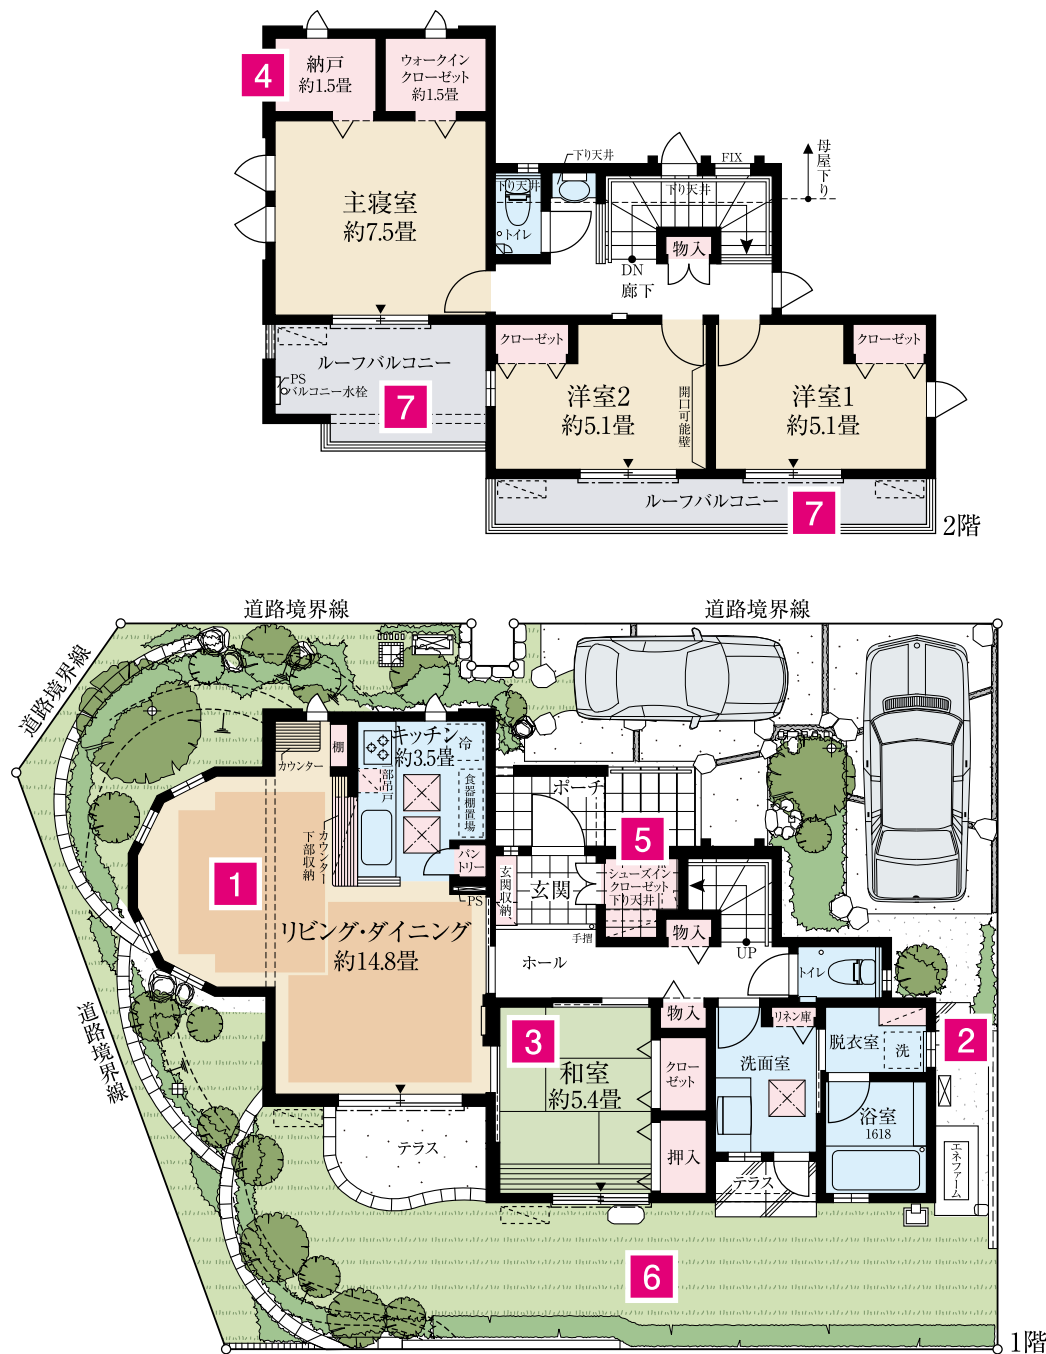 4
納戸
約1.5畳
ウォークイン
クローゼット
約1.5畳
主寝室
約7.5畳
下り天井
下り天井
トイレ
下り天井
FIX
母屋下り
物入
DN
廊下
ルーフバルコニー
PS
バルコニー水栓
7
クローゼット
洋室2
約5.1畳
開口可能壁
クローゼット
洋室1
約5.1畳
ルーフバルコニー
7
2階
道路境界線
道路境界線
道路境界線
道路境界線
カウンター
棚
キッチン
約3.5畳
冷
一部吊戸
食器棚置場
カウンター
下部収納
パン
トリー
PS
1
リビング・ダイニング
約14.8畳
ポーチ
5
玄関収納
玄関
シューズイン
クローゼット
下り天井
手摺
物入
UP
ホール
トイレ
3
和室
約5.4畳
物入
クロー
ゼット
押入
リネン庫
洗面室
脱衣室
洗
2
浴室
1618
エネファーム
テラス
テラス
6
1階